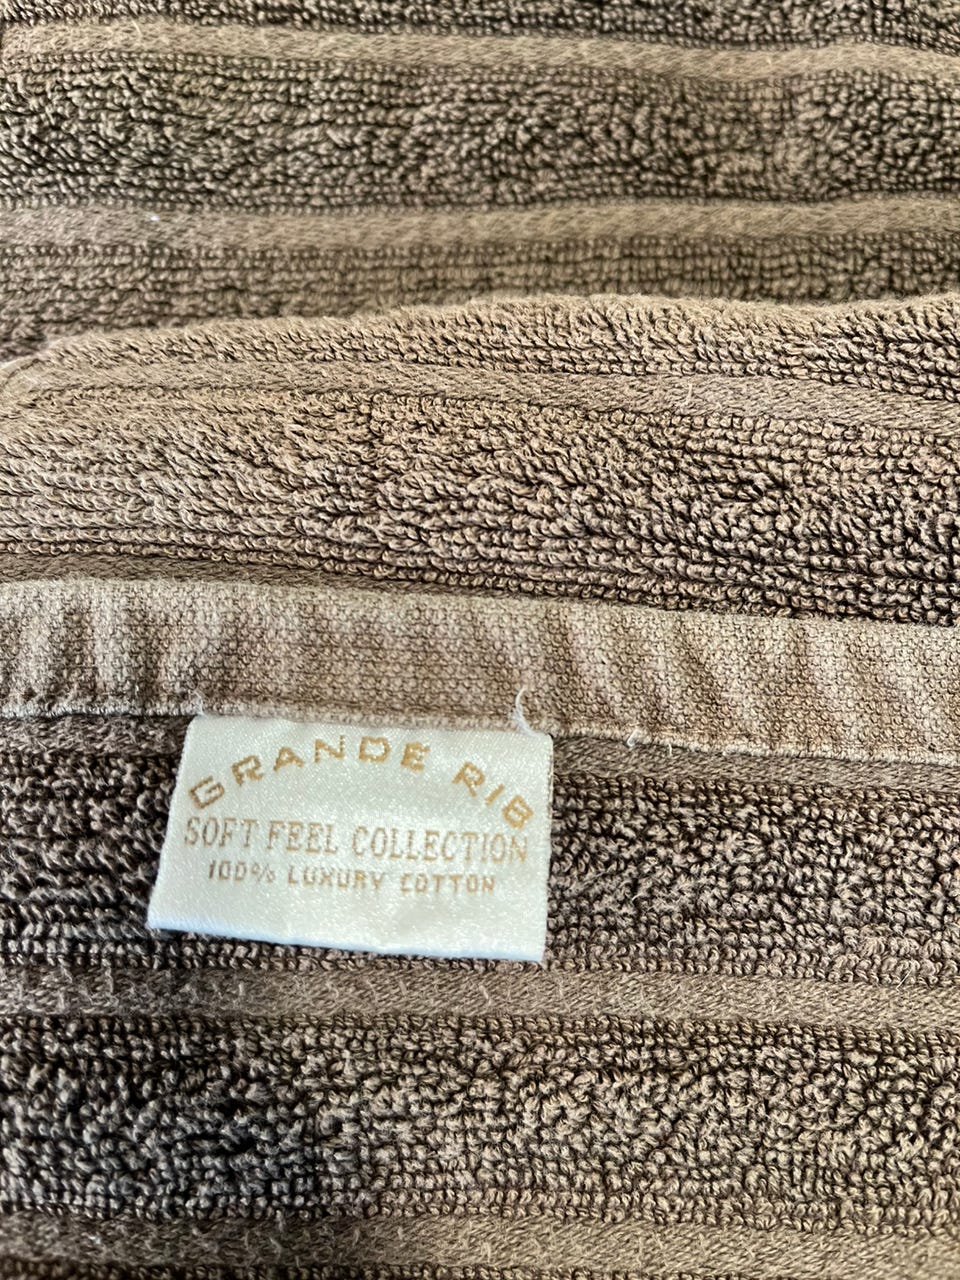 GRANDE RIB
SOFT FEEL COLLECTION
100% LUXURY COTTON